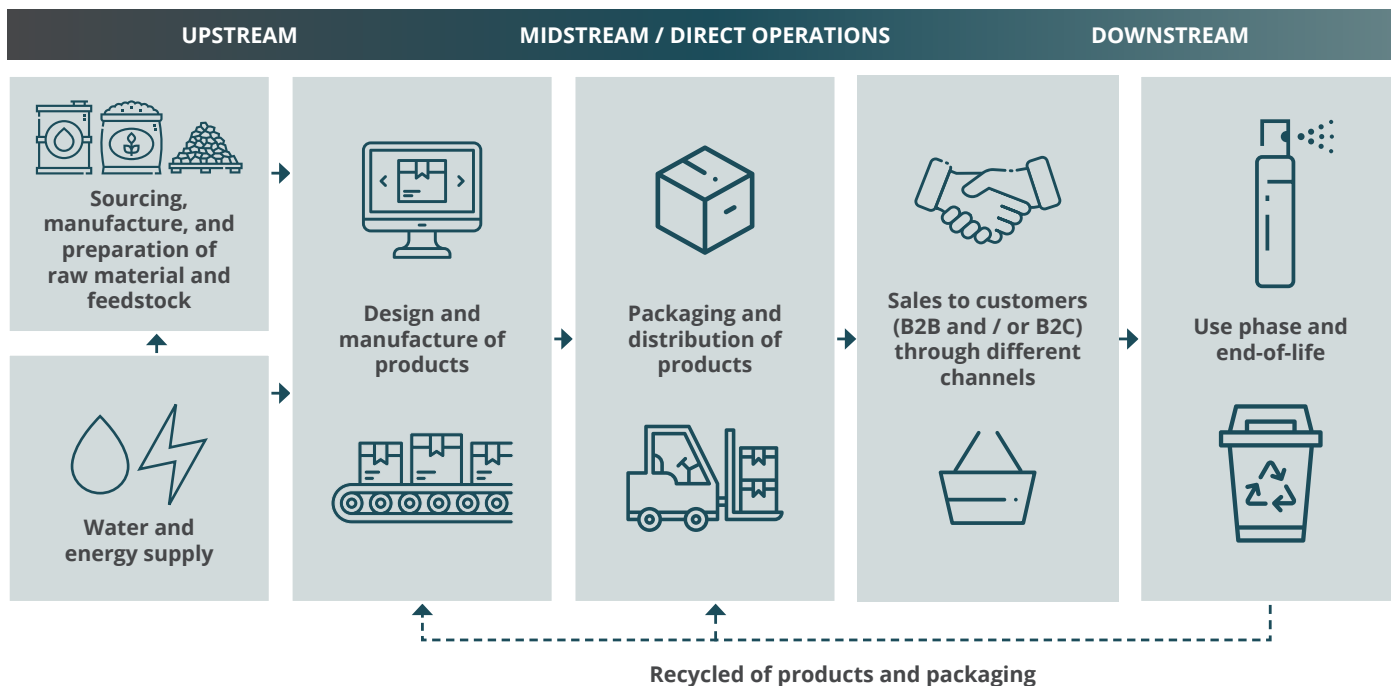 UPSTREAM
MIDSTREAM / DIRECT OPERATIONS
DOWNSTREAM
Sourcing,
manufacture, and
preparation of
raw material and
feedstock
Water and
energy supply
Design and
manufacture of
products
Packaging and
distribution of
products
Sales to customers
(B2B and / or B2C)
through different
channels
Use phase and
end-of-life
Recycled of products and packaging